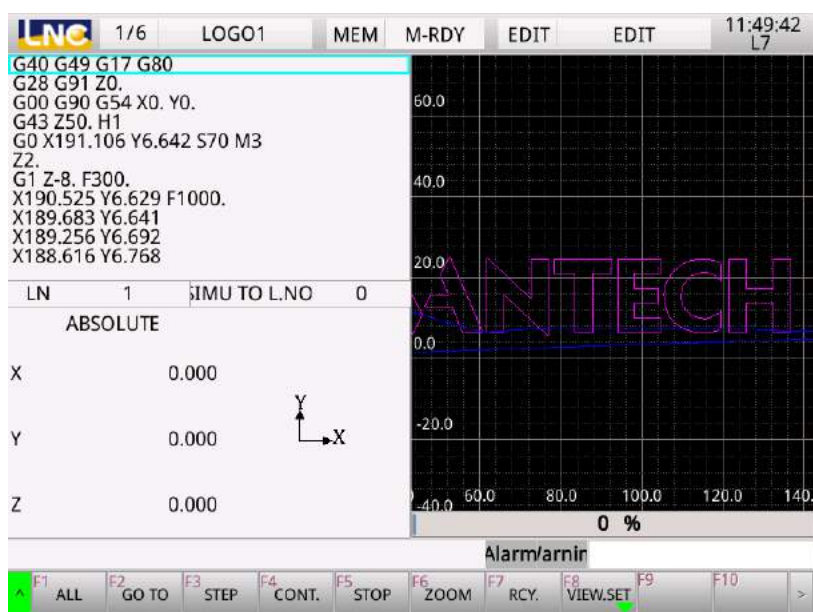 LNC 1/6 LOGO1 MEM M-RDY EDIT EDIT 11:49:42
L7
G40 G49 G17 G80
G28 G91 Z0.
G00 G90 G54 X0. Y0.
G43 Z50. H1
G0 X191.106 Y6.642 S70 M3
Z2.
G1 Z-8. F300.
X190.525 Y6.629 F1000.
X189.683 Y6.641
X189.256 Y6.692
X188.616 Y6.768
LN 1 SIMU TO L.NO 0
ABSOLUTE
X 0.000
Y 0.000
Z 0.000
Y
X
60.0
40.0
20.0
ANTECH
0.0
-20.0
-40.0 60.0 80.0 100.0 120.0 140.
0 %
Alarm/arnin
^ F1 ALL F2 GO TO F3 STEP F4 CONT. F5 STOP F6 ZOOM F7 RCY. F8 VIEW.SET F9 F10 >